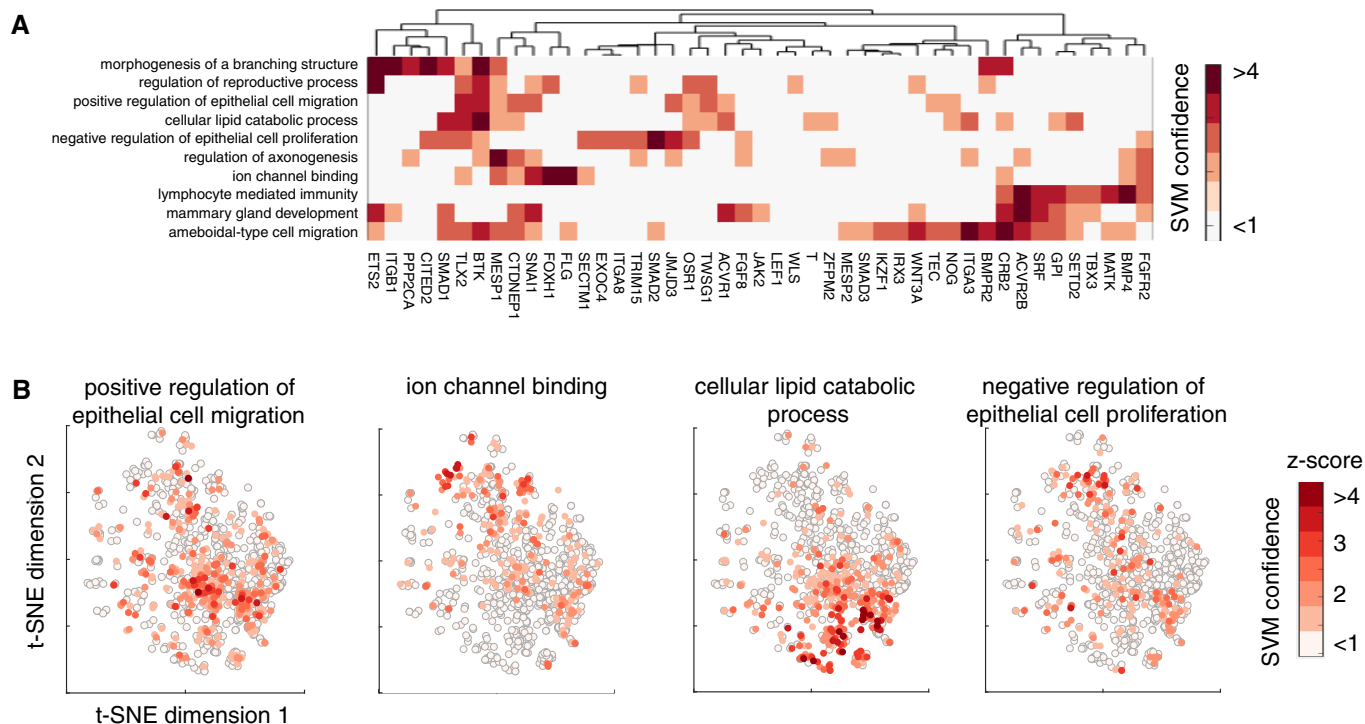 A
morphogenesis of a branching structure
regulation of reproductive process
positive regulation of epithelial cell migration
cellular lipid catabolic process
negative regulation of epithelial cell proliferation
regulation of axonogenesis
ion channel binding
lymphocyte mediated immunity
mammary gland development
ameboidal-type cell migration
ETS2
ITGB1
PPP2CA
CITED2
SMAD1
TLX2
BTK
MESP1
CTDNEP1
SNAI1
FOXH1
FLG
SECTM1
EXOC4
ITGA8
TRIM15
SMAD2
JMJD3
OSR1
TWSG1
ACVR1
FGF8
JAK2
LEF1
WLS
T
ZFPM2
MESP2
SMAD3
IKZF1
IRX3
WNT3A
TEC
NOG
ITGA3
BMPR2
CRB2
ACVR2B
SRF
GPI
SETD2
TBX3
MATK
BMP4
FGFR2
SVM confidence
>4
<1
B
positive regulation of
epithelial cell migration
ion channel binding
cellular lipid catabolic
process
negative regulation of
epithelial cell proliferation
t-SNE dimension 2
t-SNE dimension 1
SVM confidence
z-score
>4
3
2
<1